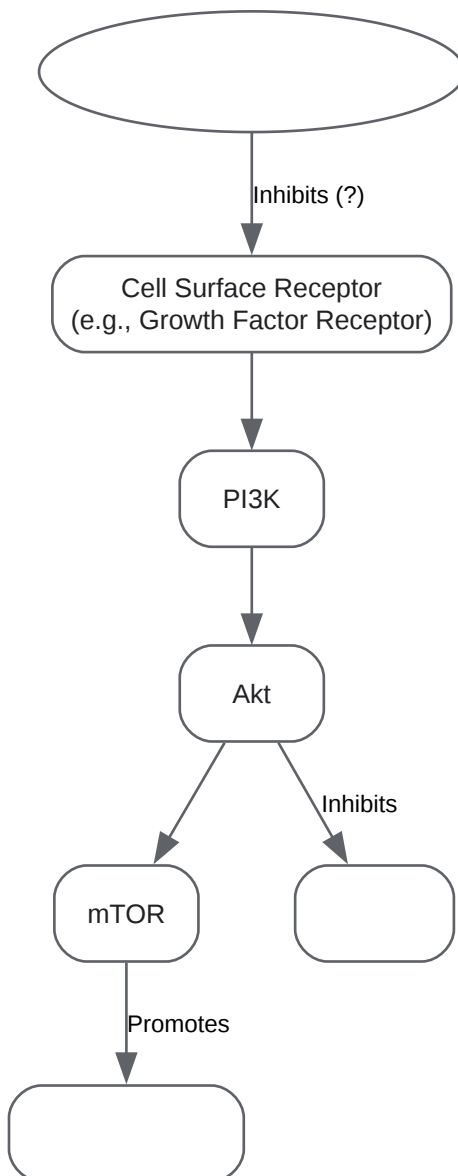 Inhibits (?)
Cell Surface Receptor
(e.g., Growth Factor Receptor)
PI3K
Akt
Inhibits
mTOR
Promotes